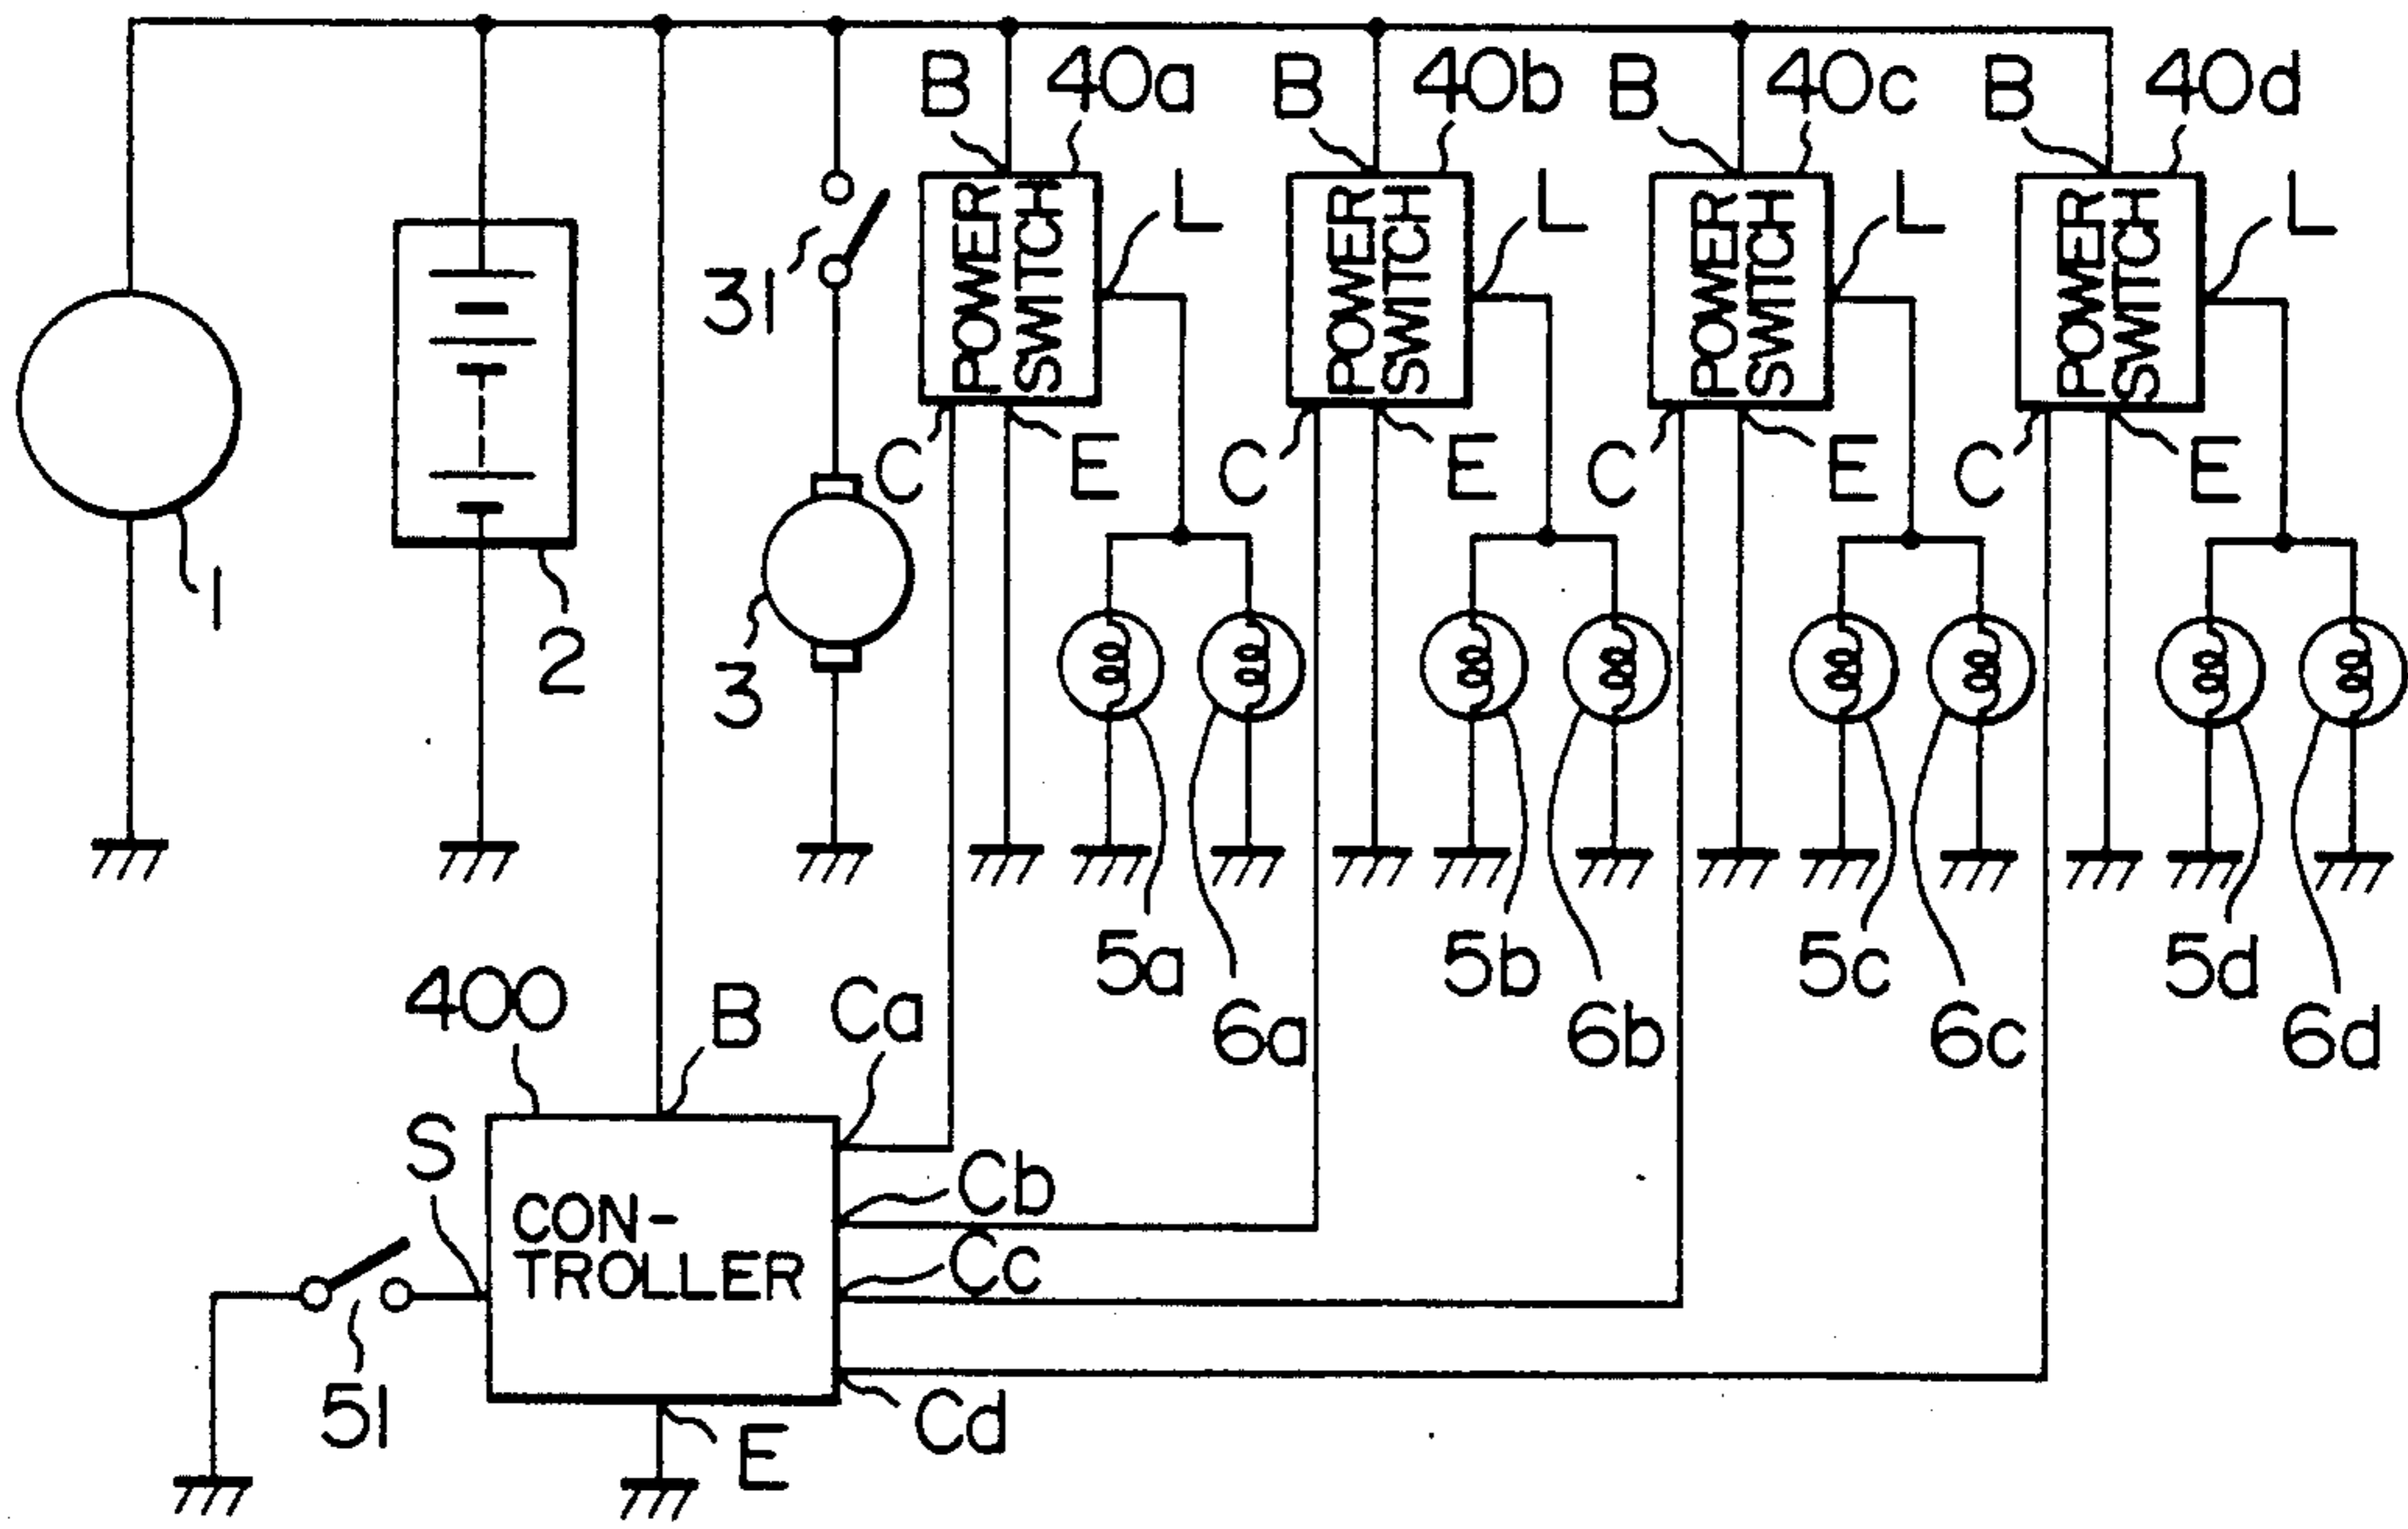 B 40a B 40b B 40c B 40d
L L L L
POWER SWITCH POWER SWITCH POWER SWITCH POWER SWITCH
31
C E C E C E C E
1
2
3
5a 5b 5c 5d
6a 6b 6c 6d
400 B Ca
S
Cb
CON-
TROLLER
Cc
51
Cd
E